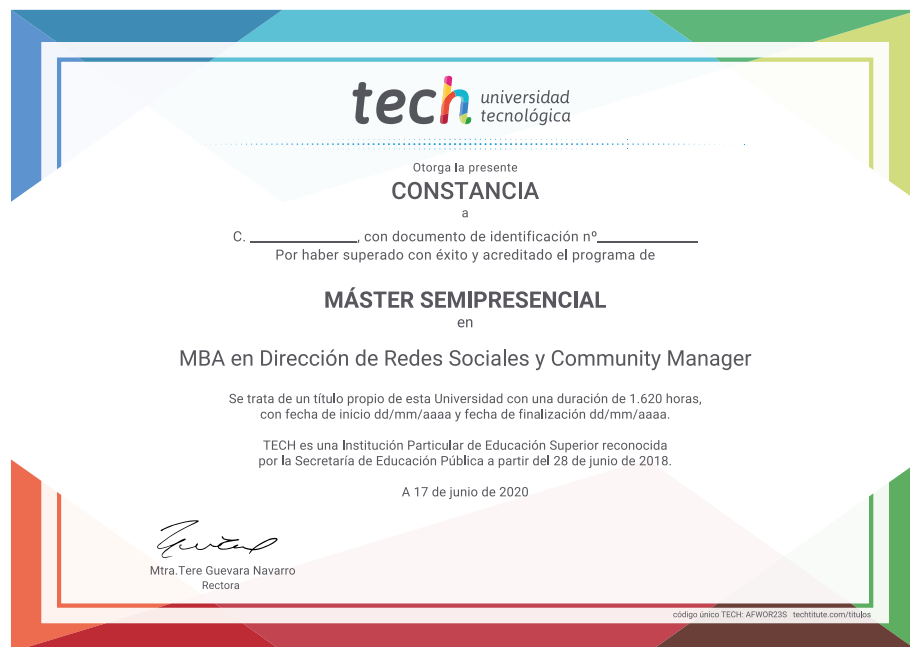 tech universidad
tecnológica
Otorga la presente
CONSTANCIA
a
C. ____________, con documento de identificación nº____________
Por haber superado con éxito y acreditado el programa de
MÁSTER SEMIPRESENCIAL
en
MBA en Dirección de Redes Sociales y Community Manager
Se trata de un título propio de esta Universidad con una duración de 1.620 horas,
con fecha de inicio dd/mm/aaaa y fecha de finalización dd/mm/aaaa.
TECH es una Institución Particular de Educación Superior reconocida
por la Secretaría de Educación Pública a partir del 28 de junio de 2018.
A 17 de junio de 2020
Mtra.Tere Guevara Navarro
Rectora
código único TECH: AFWOR23S techtitute.com/titulos